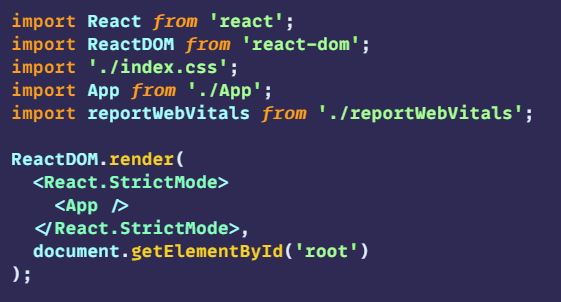 import React from 'react';
import ReactDOM from 'react-dom';
import './index.css';
import App from './App';
import reportWebVitals from './reportWebVitals';

ReactDOM.render(
  <React.StrictMode>
    <App />
  </React.StrictMode>,
  document.getElementById('root')
);